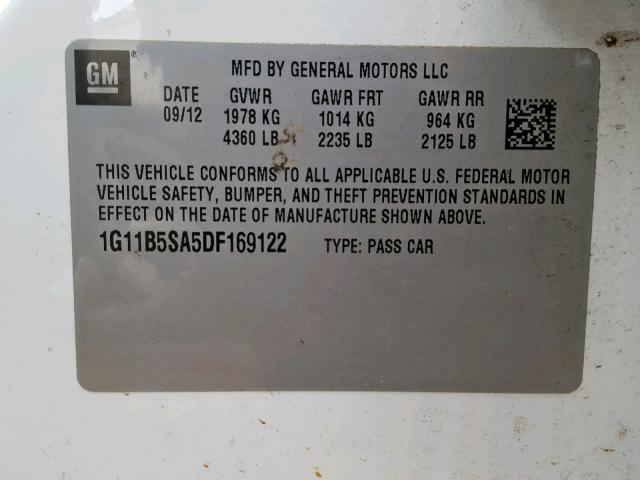 GM ®
MFD BY GENERAL MOTORS LLC
DATE GVWR GAWR FRT GAWR RR
09/12 1978 KG 1014 KG 964 KG
4360 LB 2235 LB 2125 LB
THIS VEHICLE CONFORMS TO ALL APPLICABLE U.S. FEDERAL MOTOR
VEHICLE SAFETY, BUMPER, AND THEFT PREVENTION STANDARDS IN
EFFECT ON THE DATE OF MANUFACTURE SHOWN ABOVE.
1G11B5SA5DF169122 TYPE: PASS CAR